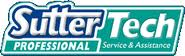 Sutter Tech
PROFESSIONAL Service & Assistance